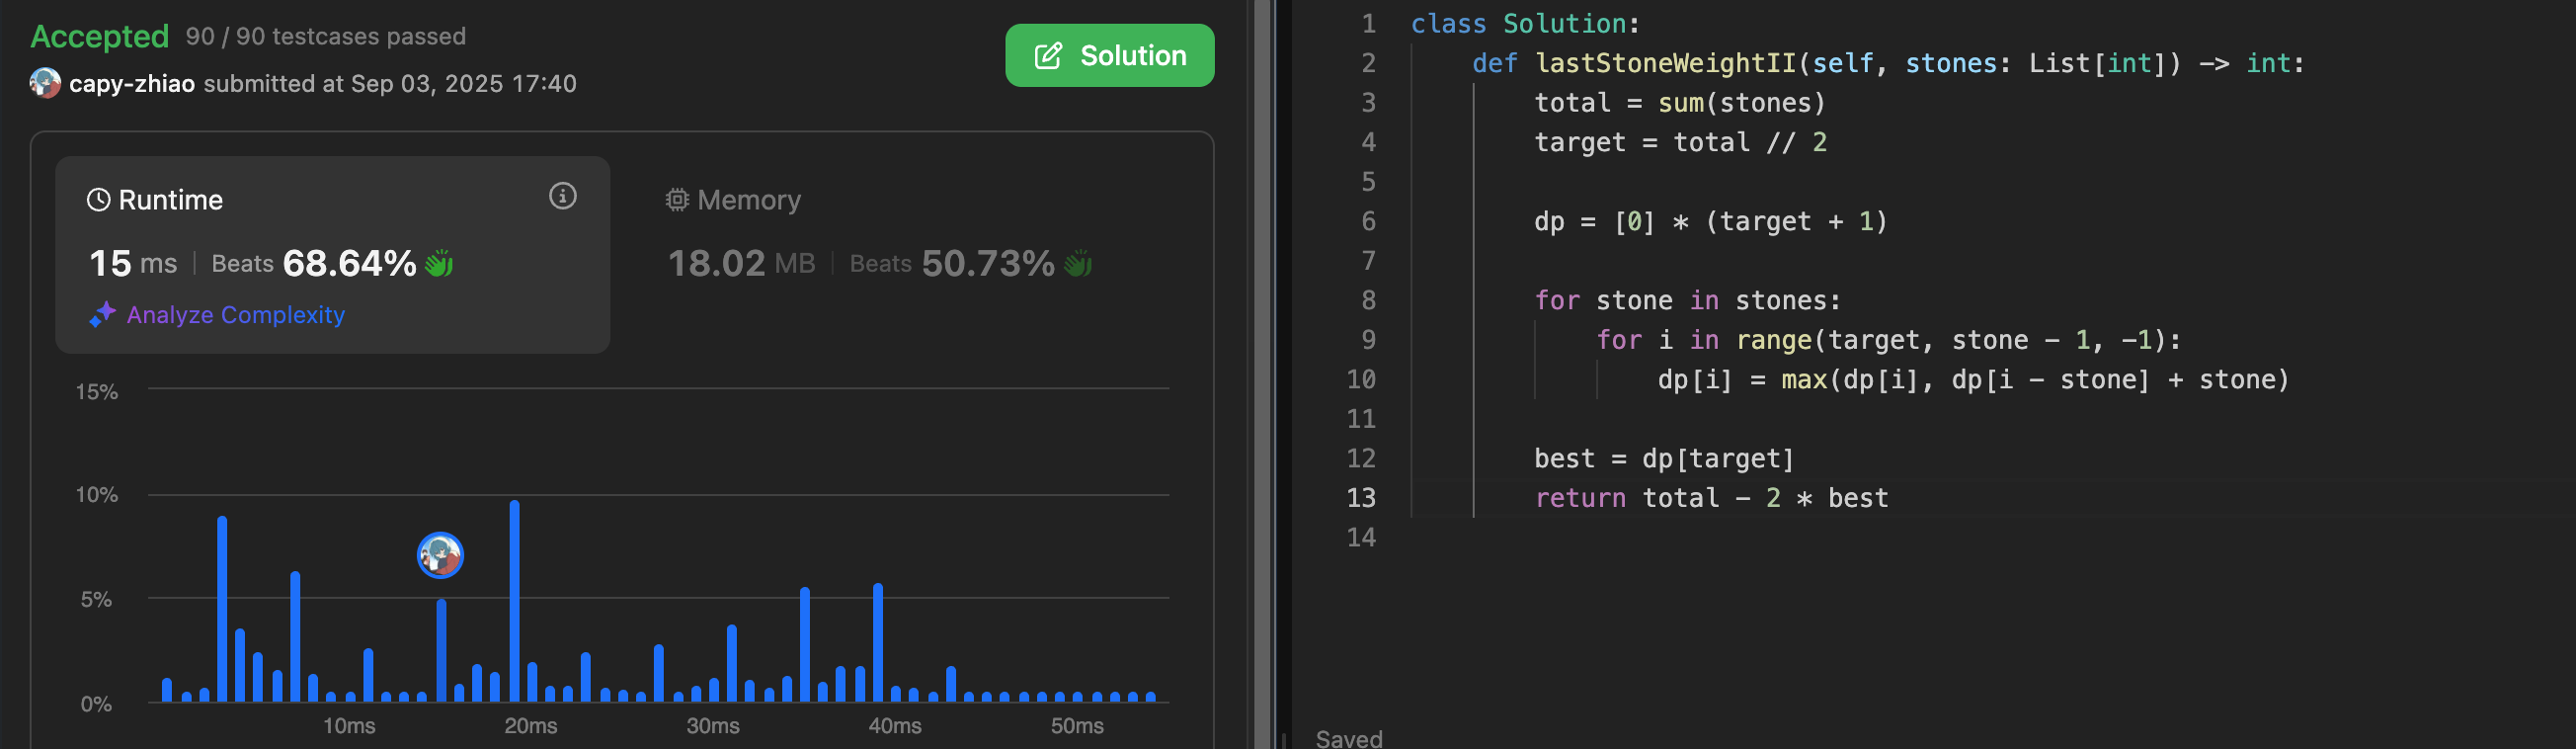 Accepted 90 / 90 testcases passed
Solution
capy-zhiao submitted at Sep 03, 2025 17:40
Runtime
15 ms | Beats 68.64%
Analyze Complexity
Memory
18.02 MB | Beats 50.73%
15%
10%
5%
0%
10ms 20ms 30ms 40ms 50ms
1 class Solution:
2     def lastStoneWeightII(self, stones: List[int]) -> int:
3         total = sum(stones)
4         target = total // 2
5
6         dp = [0] * (target + 1)
7
8         for stone in stones:
9             for i in range(target, stone - 1, -1):
10                 dp[i] = max(dp[i], dp[i - stone] + stone)
11
12         best = dp[target]
13         return total - 2 * best
14
Saved